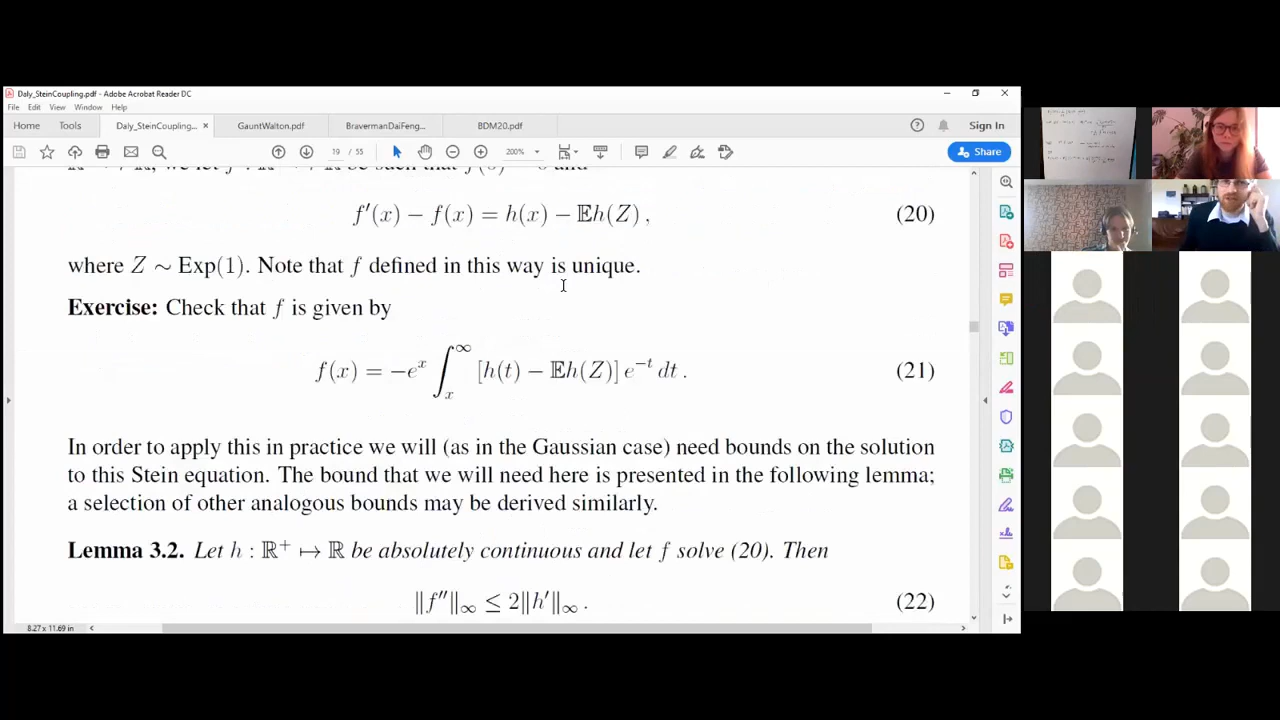 Daly_SteinCoupling.pdf - Adobe Acrobat Reader DC
File Edit View Window Help
Home Tools Daly_SteinCoupling... × GauntWalton.pdf BravermanDaiFeng... BDM20.pdf Sign In
19 / 55 200% Share
f′(x) − f(x) = h(x) − 𝔼h(Z) , (20)
where Z ∼ Exp(1). Note that f defined in this way is unique.
Exercise: Check that f is given by
f(x) = −e^x ∫_x^∞ [h(t) − 𝔼h(Z)] e^{−t} dt . (21)
In order to apply this in practice we will (as in the Gaussian case) need bounds on the solution
to this Stein equation. The bound that we will need here is presented in the following lemma;
a selection of other analogous bounds may be derived similarly.
Lemma 3.2. Let h : ℝ⁺ ↦ ℝ be absolutely continuous and let f solve (20). Then
‖f″‖_∞ ≤ 2‖h′‖_∞ . (22)
8.27 x 11.69 in